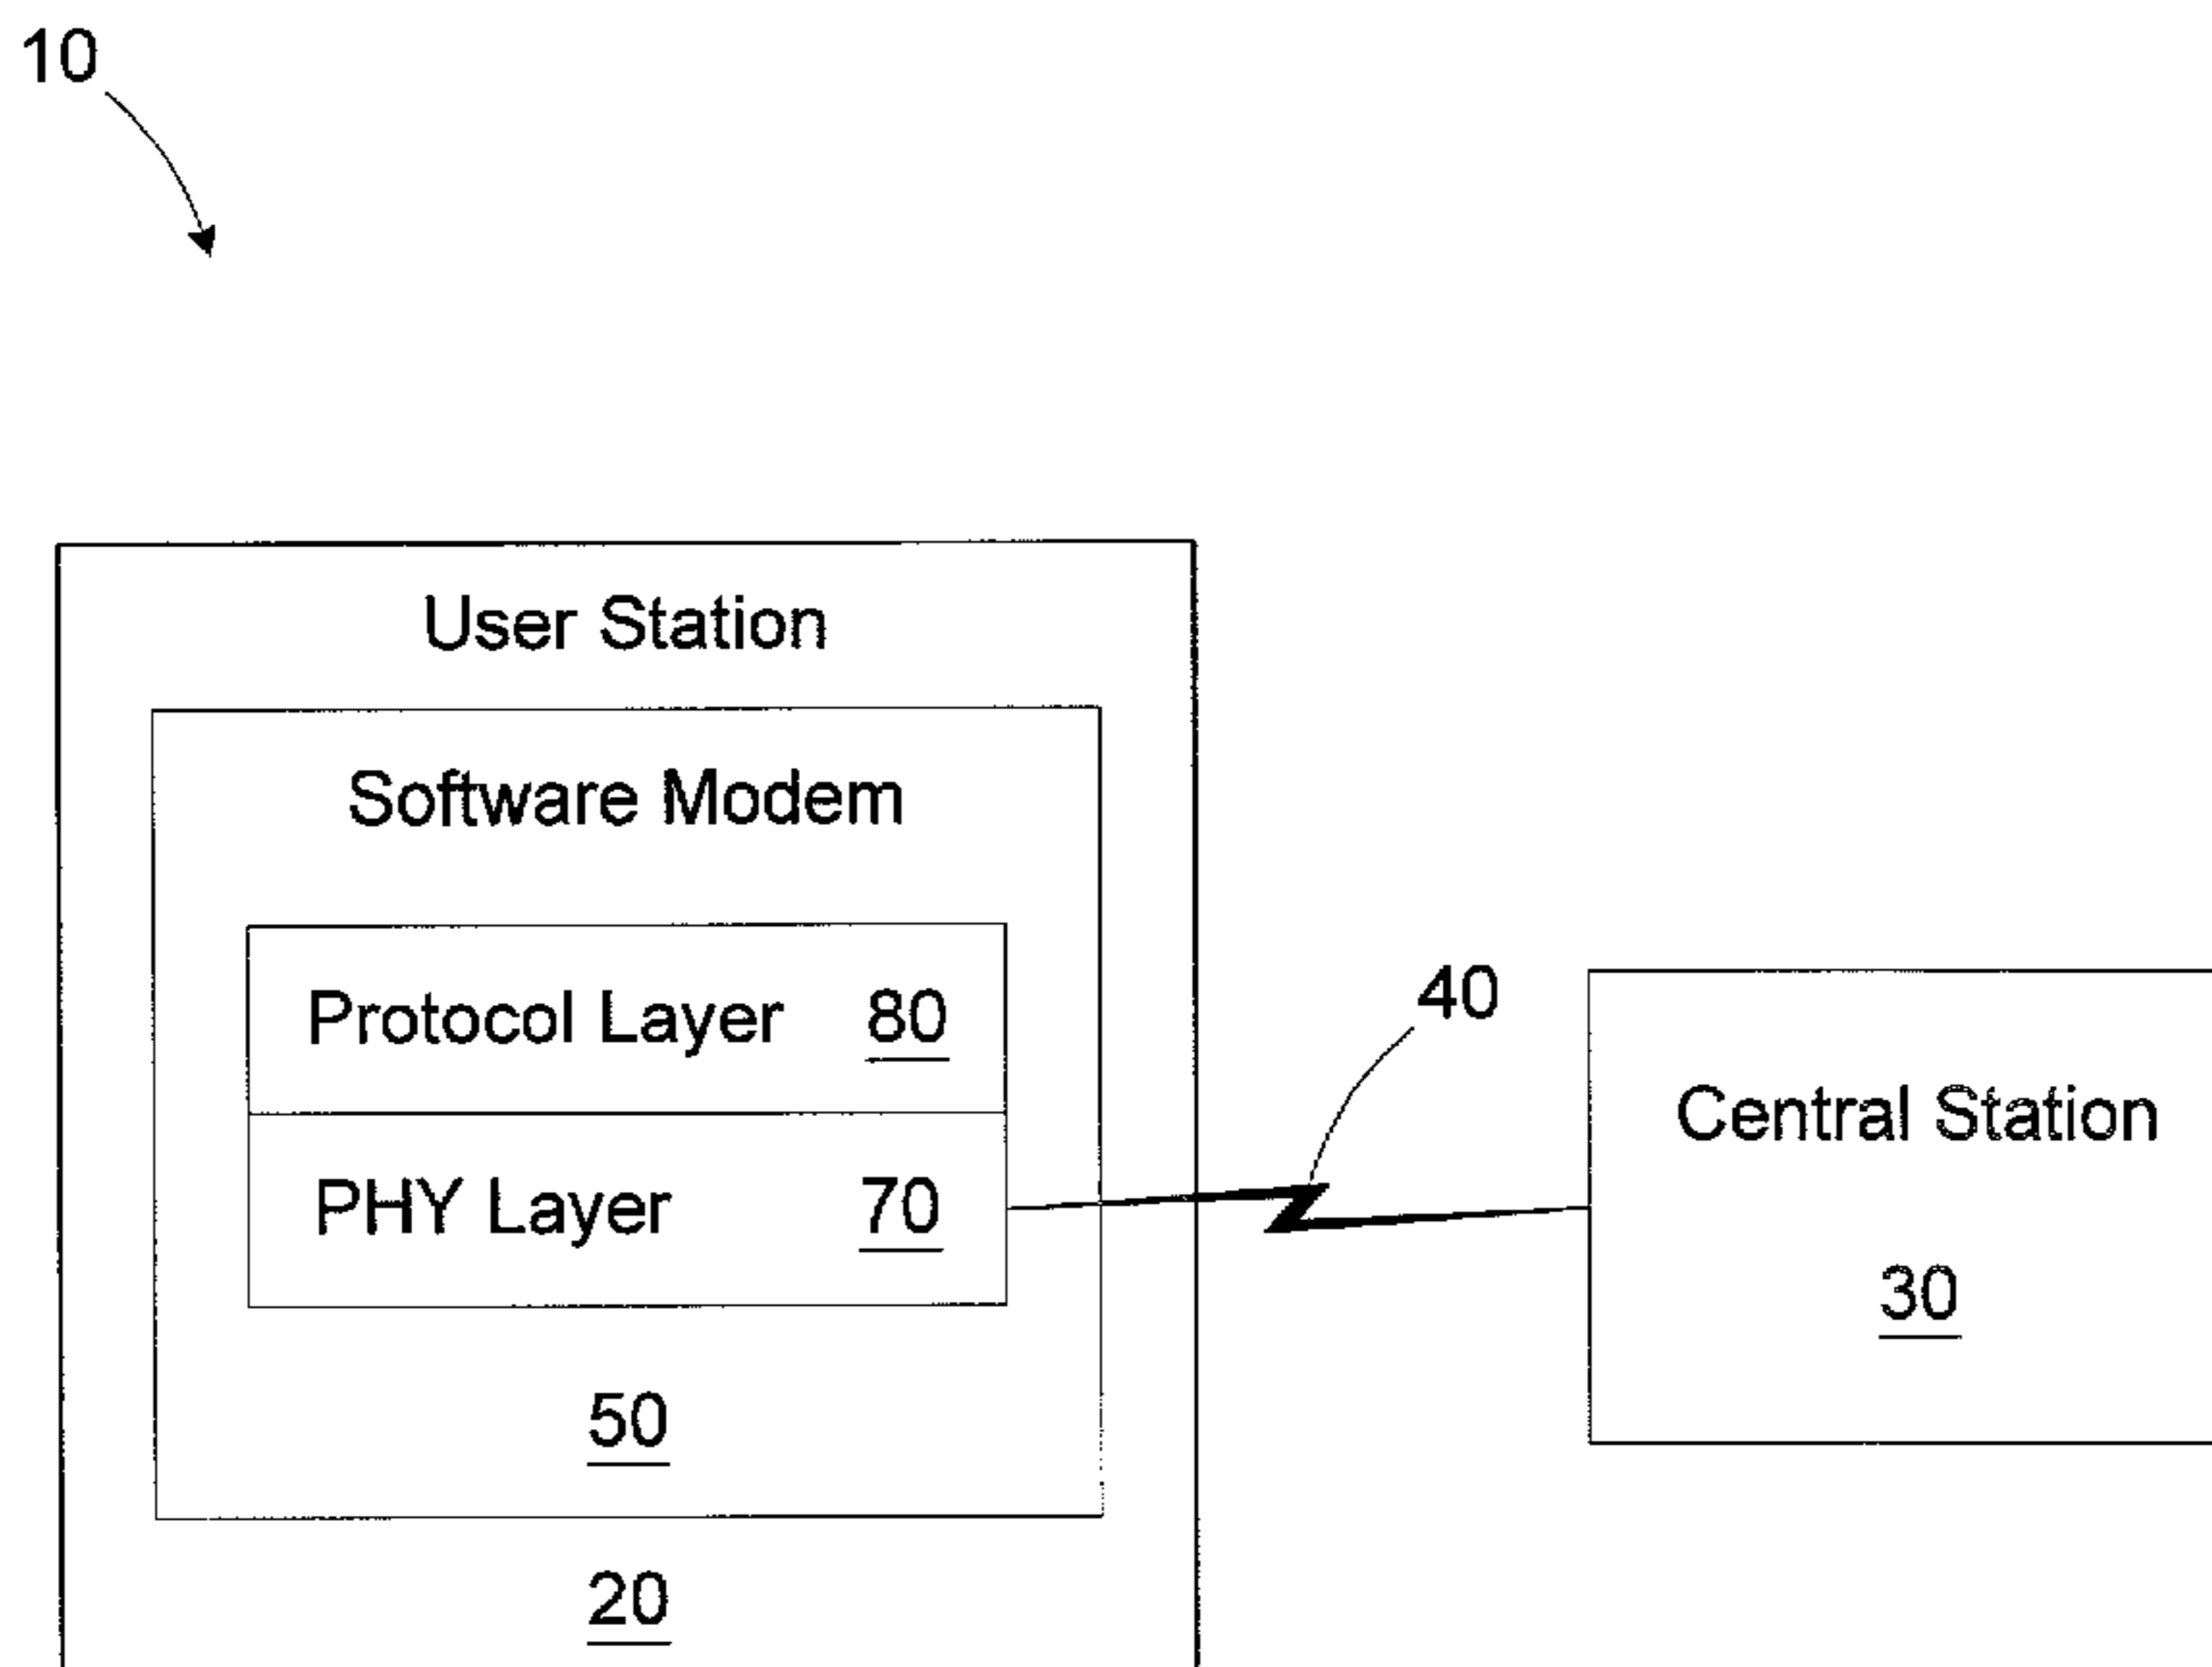 10
User Station
Software Modem
Protocol Layer 80
PHY Layer 70
50
20
40
Central Station
30